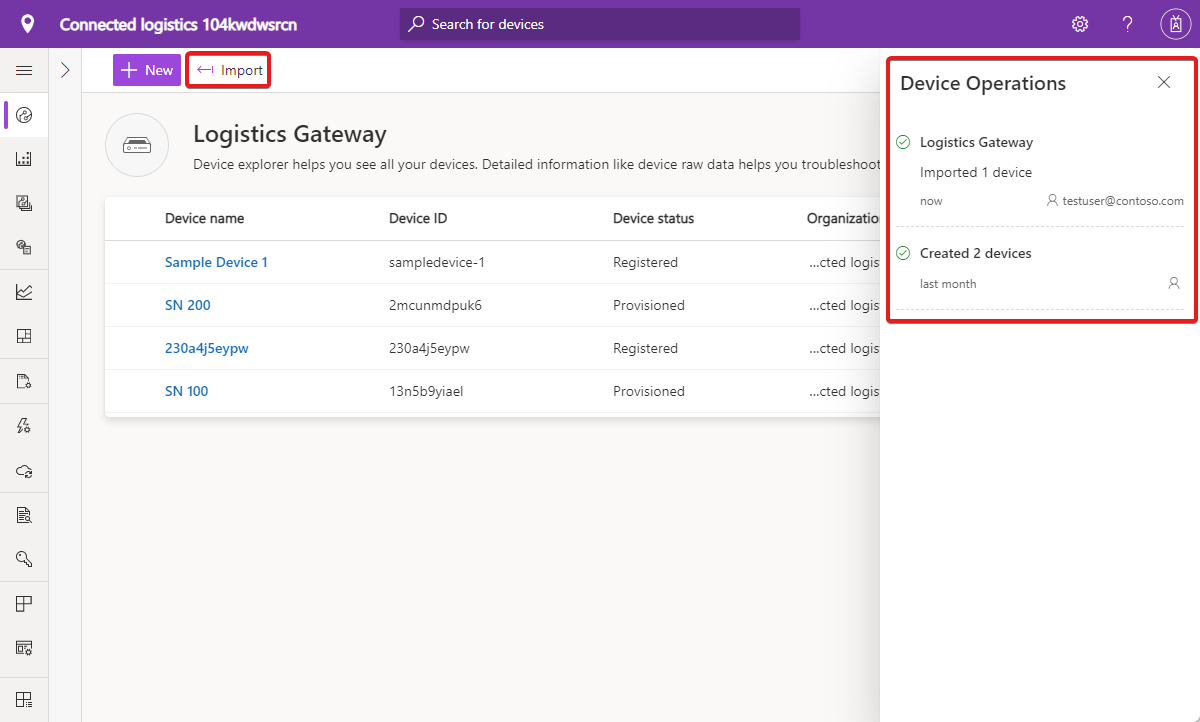 Connected logistics 104kwdwsrcn
Search for devices
?
New
Import
Logistics Gateway
Device explorer helps you see all your devices. Detailed information like device raw data helps you troubleshoot
Device name Device ID Device status Organizatio
Sample Device 1 sampledevice-1 Registered ...cted logis
SN 200 2mcunmdpuk6 Provisioned ...cted logis
230a4j5eypw 230a4j5eypw Registered ...cted logis
SN 100 13n5b9yiael Provisioned ...cted logis
Device Operations
Logistics Gateway
Imported 1 device
now testuser@contoso.com
Created 2 devices
last month